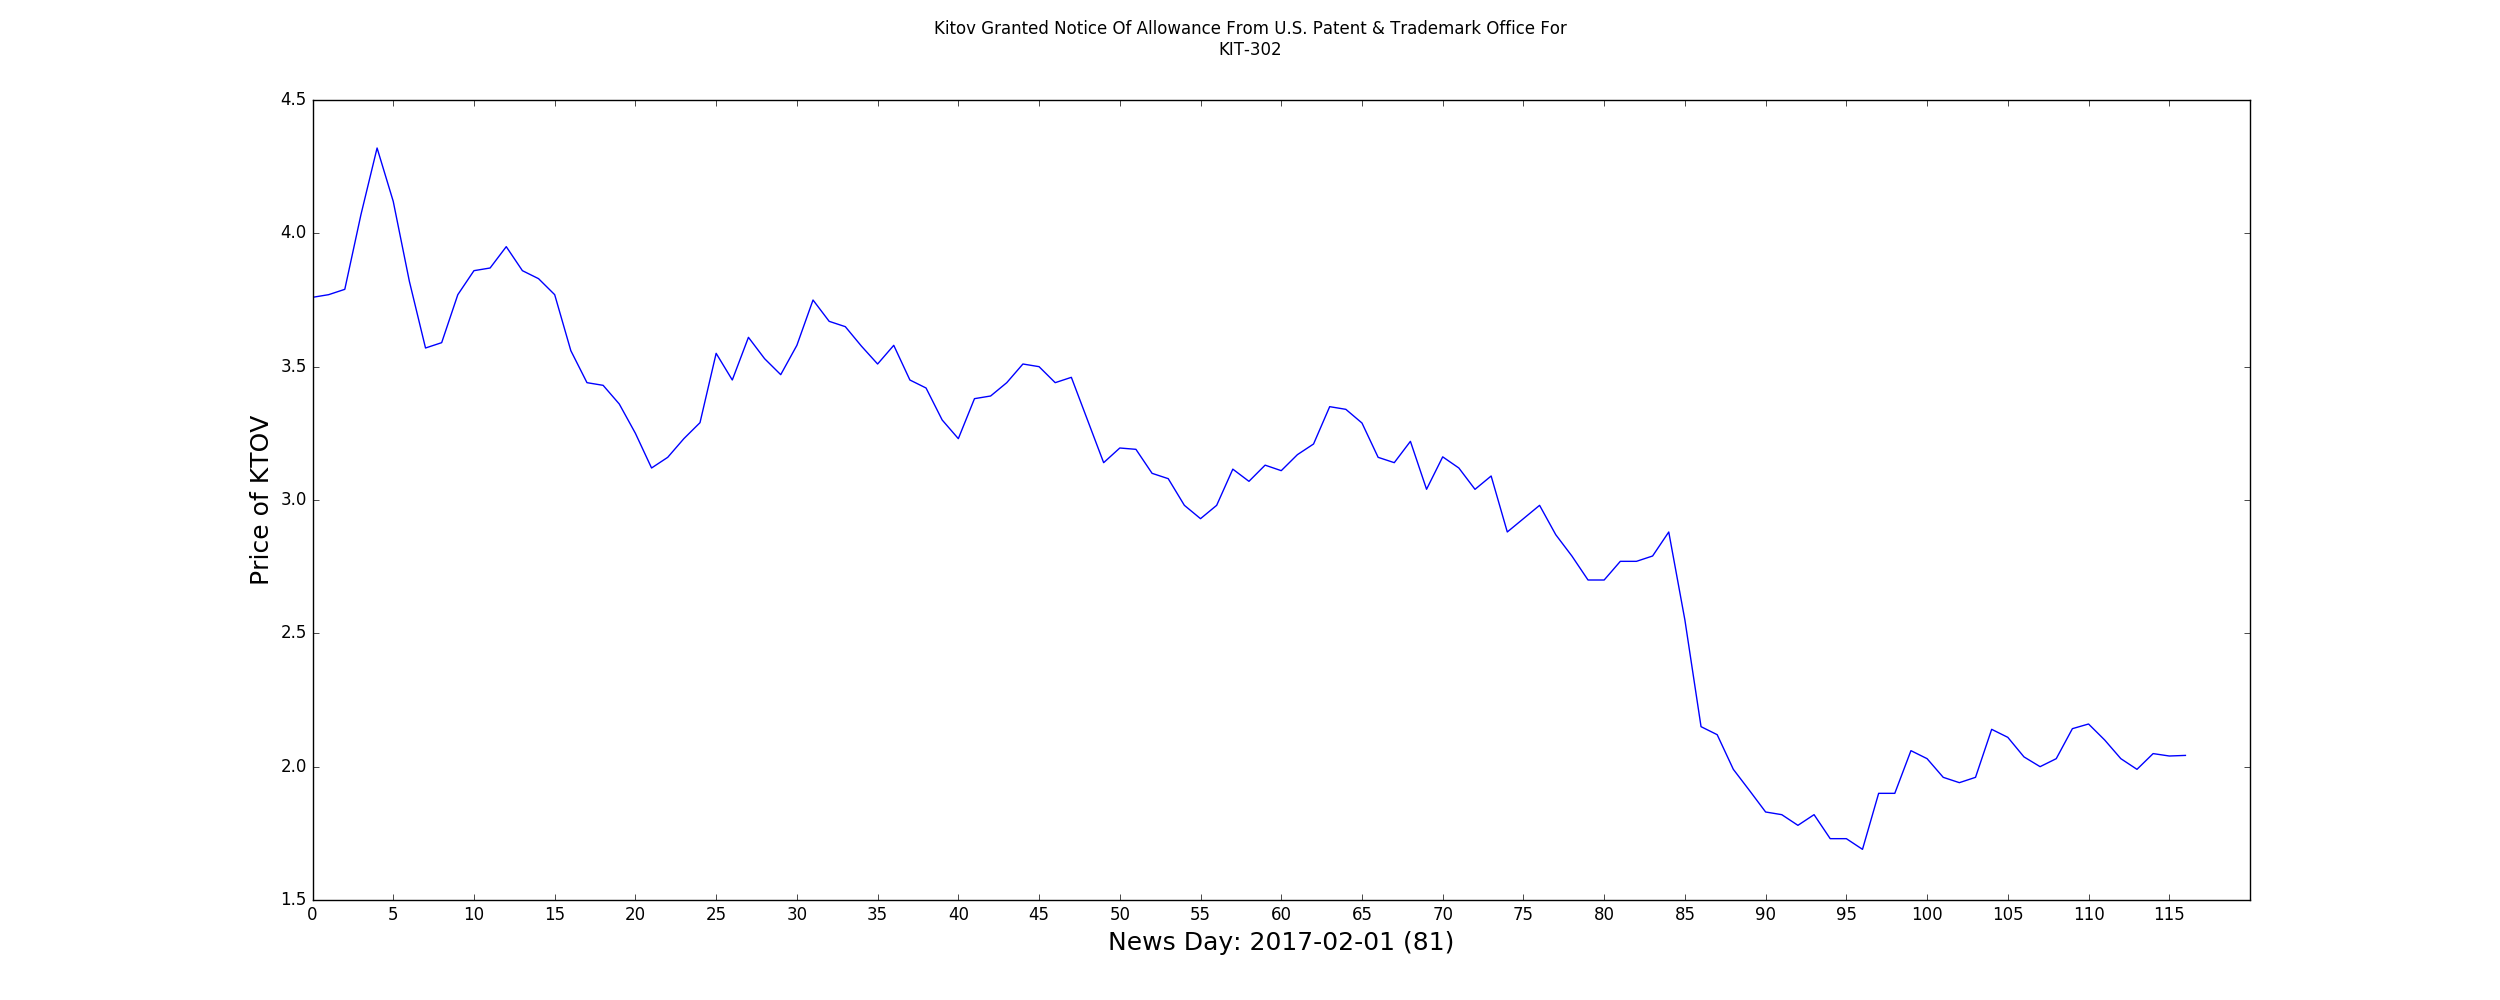 Kitov Granted Notice Of Allowance From U.S. Patent & Trademark Office For
KIT-302
4.5
4.0
3.5
3.0
2.5
2.0
1.5
Price of KTOV
0 5 10 15 20 25 30 35 40 45 50 55 60 65 70 75 80 85 90 95 100 105 110 115
News Day: 2017-02-01 (81)